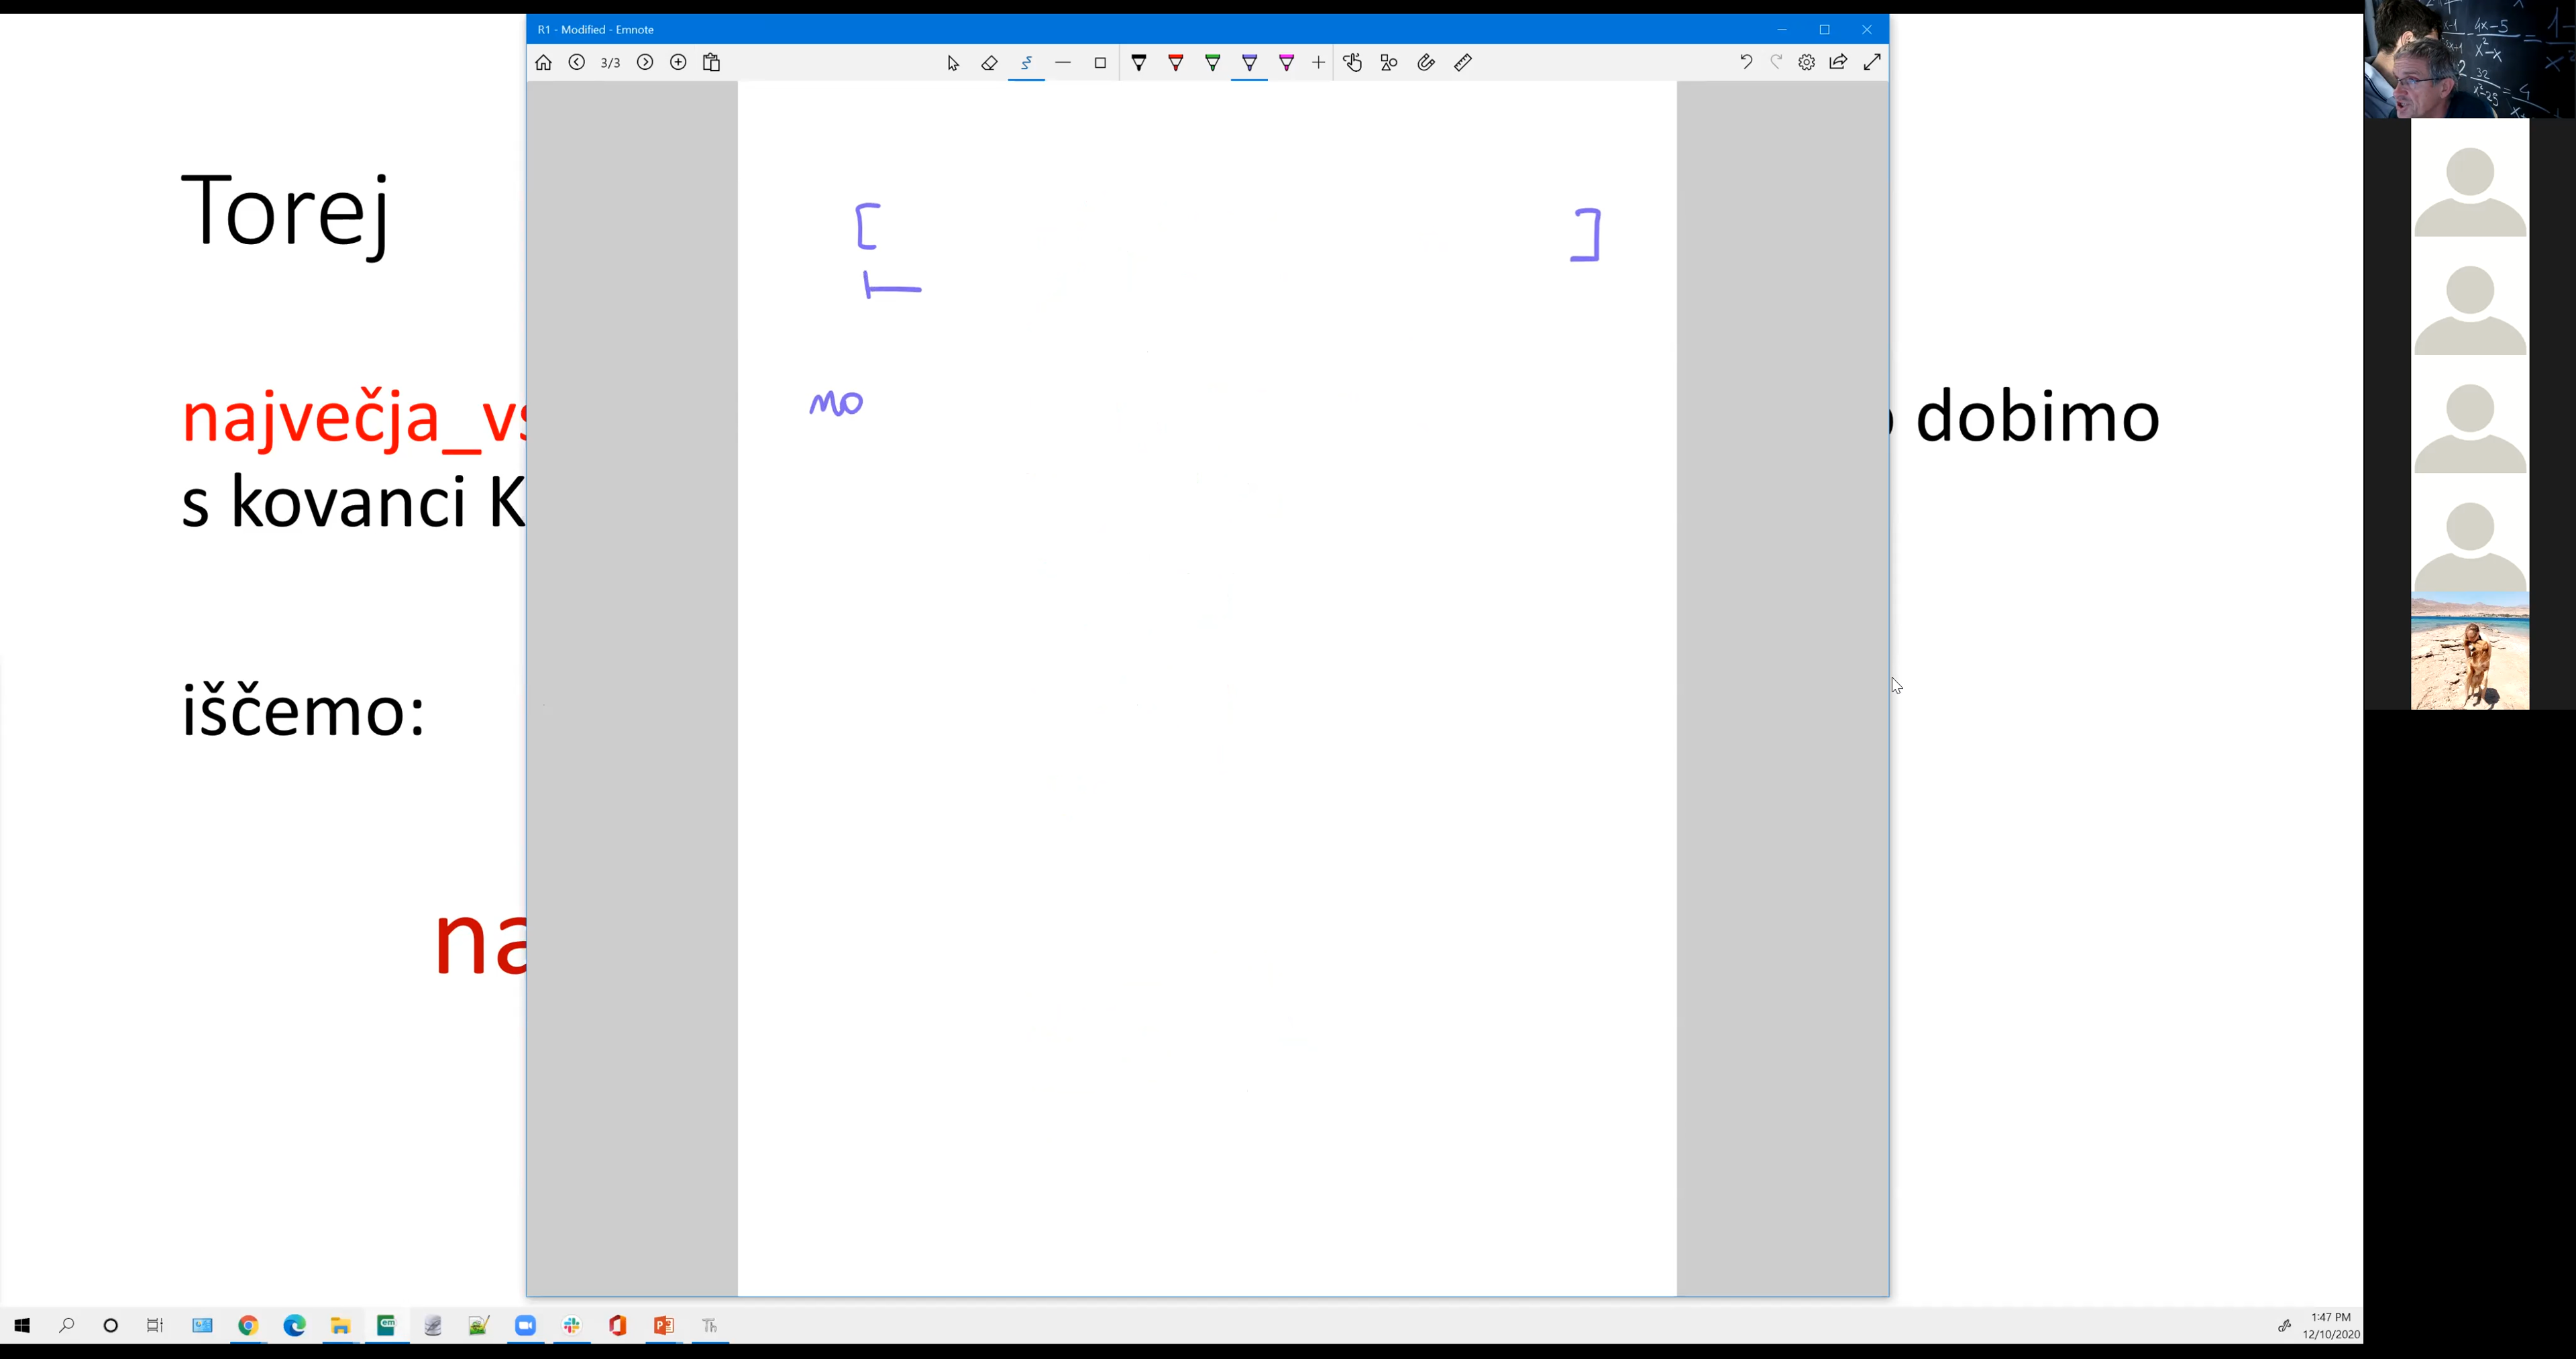 R1 - Modified - Emnote
3/3
Torej
[ ]
mo
največja_vs
dobimo
s kovanci K
iščemo:
na
1:47 PM
12/10/2020